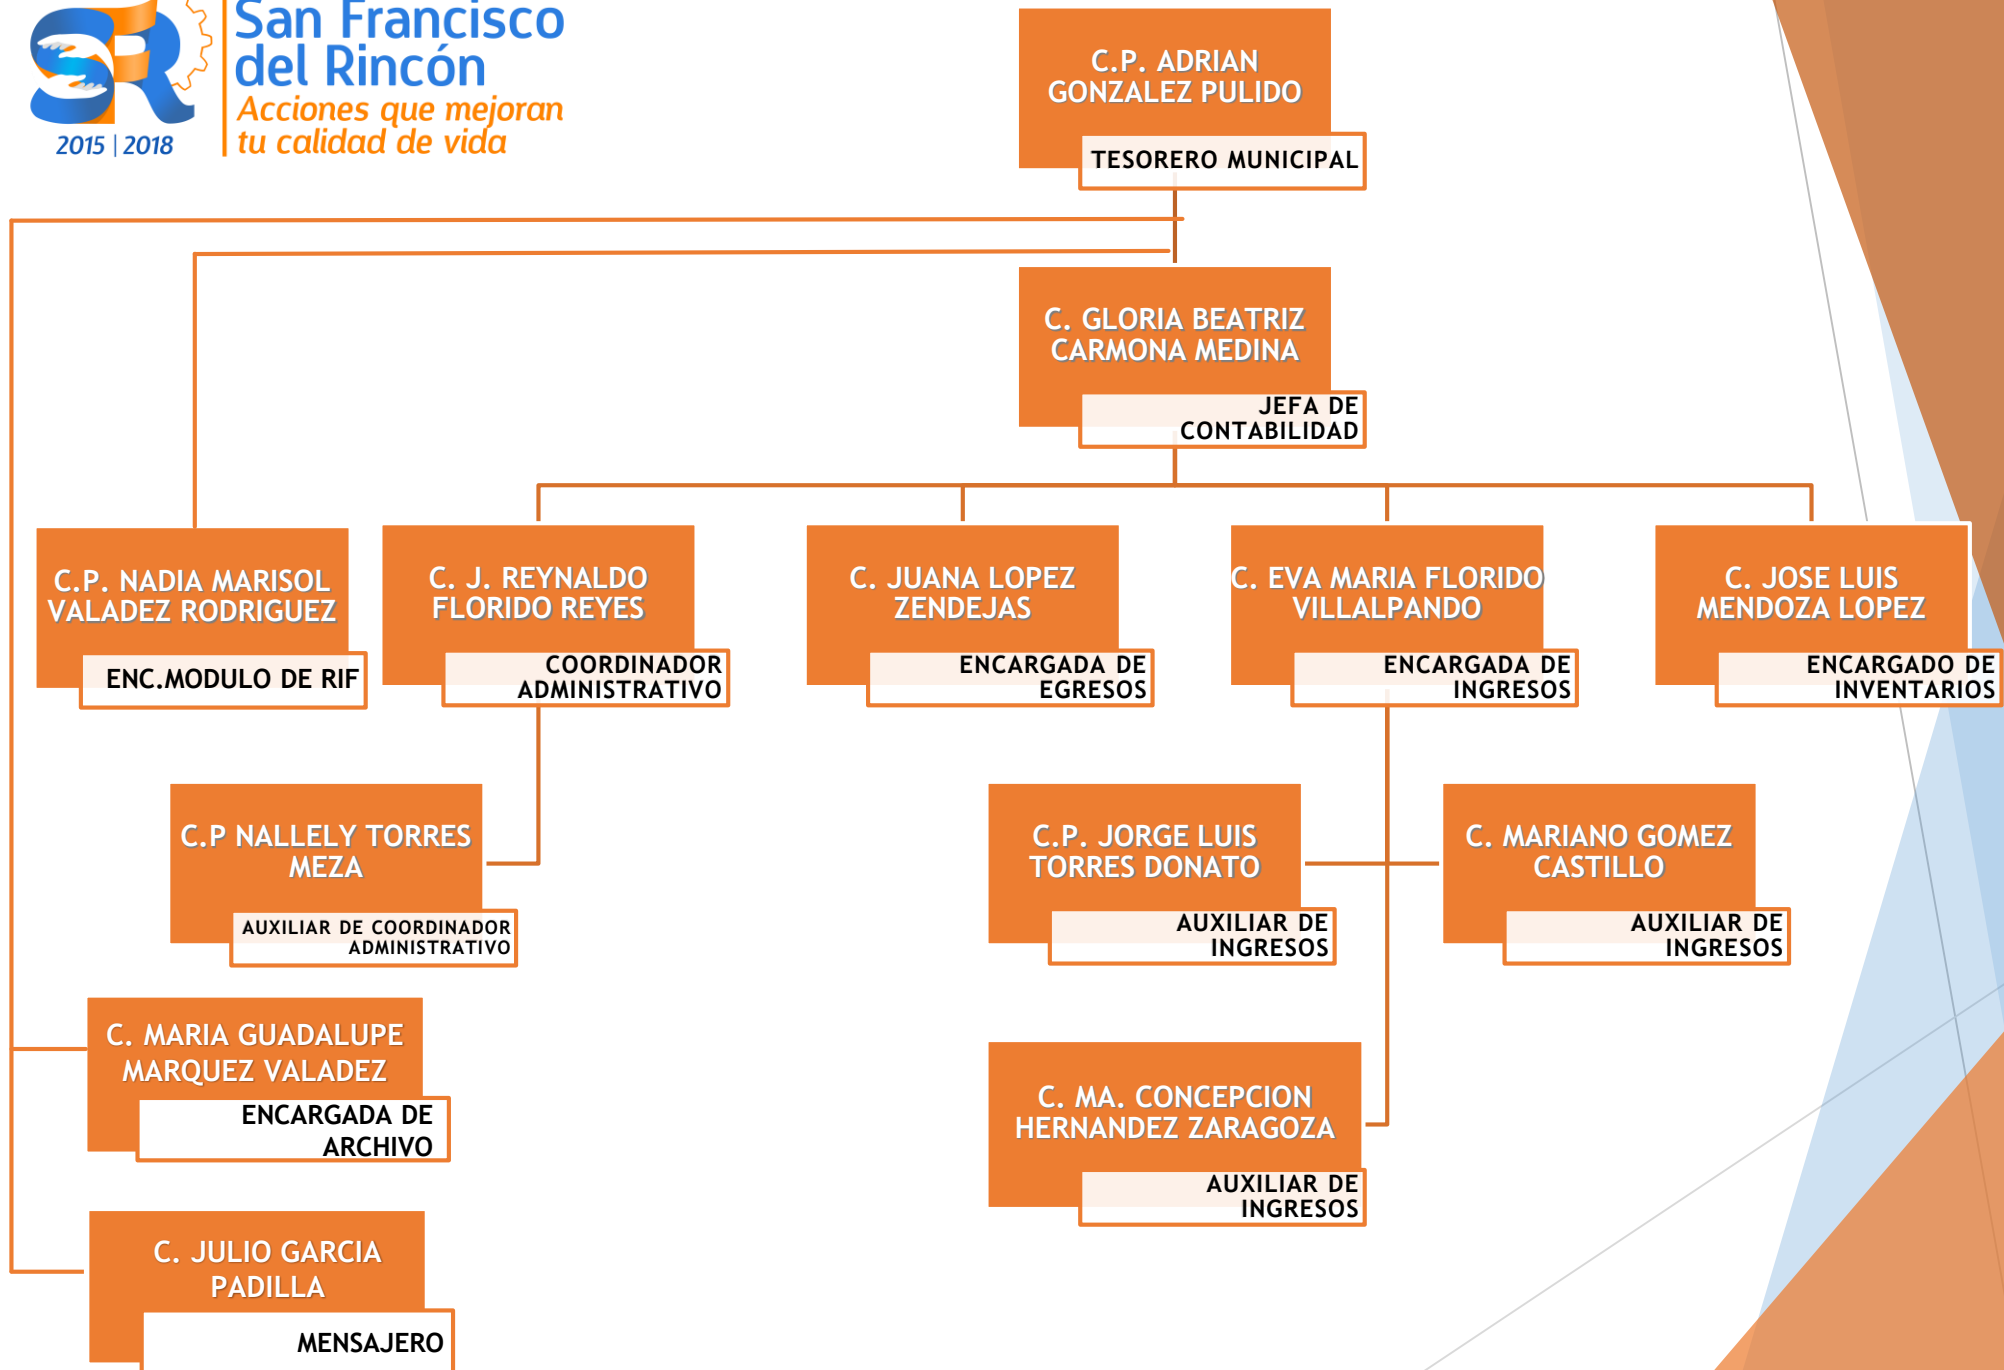 San Francisco
del Rincón
Acciones que mejoran
tu calidad de vida
2015 | 2018
C.P. ADRIAN
GONZALEZ PULIDO
TESORERO MUNICIPAL
C. GLORIA BEATRIZ
CARMONA MEDINA
JEFA DE
CONTABILIDAD
C.P. NADIA MARISOL
VALADEZ RODRIGUEZ
ENC.MODULO DE RIF
C. J. REYNALDO
FLORIDO REYES
COORDINADOR
ADMINISTRATIVO
C. JUANA LOPEZ
ZENDEJAS
ENCARGADA DE
EGRESOS
C. EVA MARIA FLORIDO
VILLALPANDO
ENCARGADA DE
INGRESOS
C. JOSE LUIS
MENDOZA LOPEZ
ENCARGADO DE
INVENTARIOS
C.P NALLELY TORRES
MEZA
AUXILIAR DE COORDINADOR
ADMINISTRATIVO
C.P. JORGE LUIS
TORRES DONATO
AUXILIAR DE
INGRESOS
C. MARIANO GOMEZ
CASTILLO
AUXILIAR DE
INGRESOS
C. MARIA GUADALUPE
MARQUEZ VALADEZ
ENCARGADA DE
ARCHIVO
C. MA. CONCEPCION
HERNANDEZ ZARAGOZA
AUXILIAR DE
INGRESOS
C. JULIO GARCIA
PADILLA
MENSAJERO